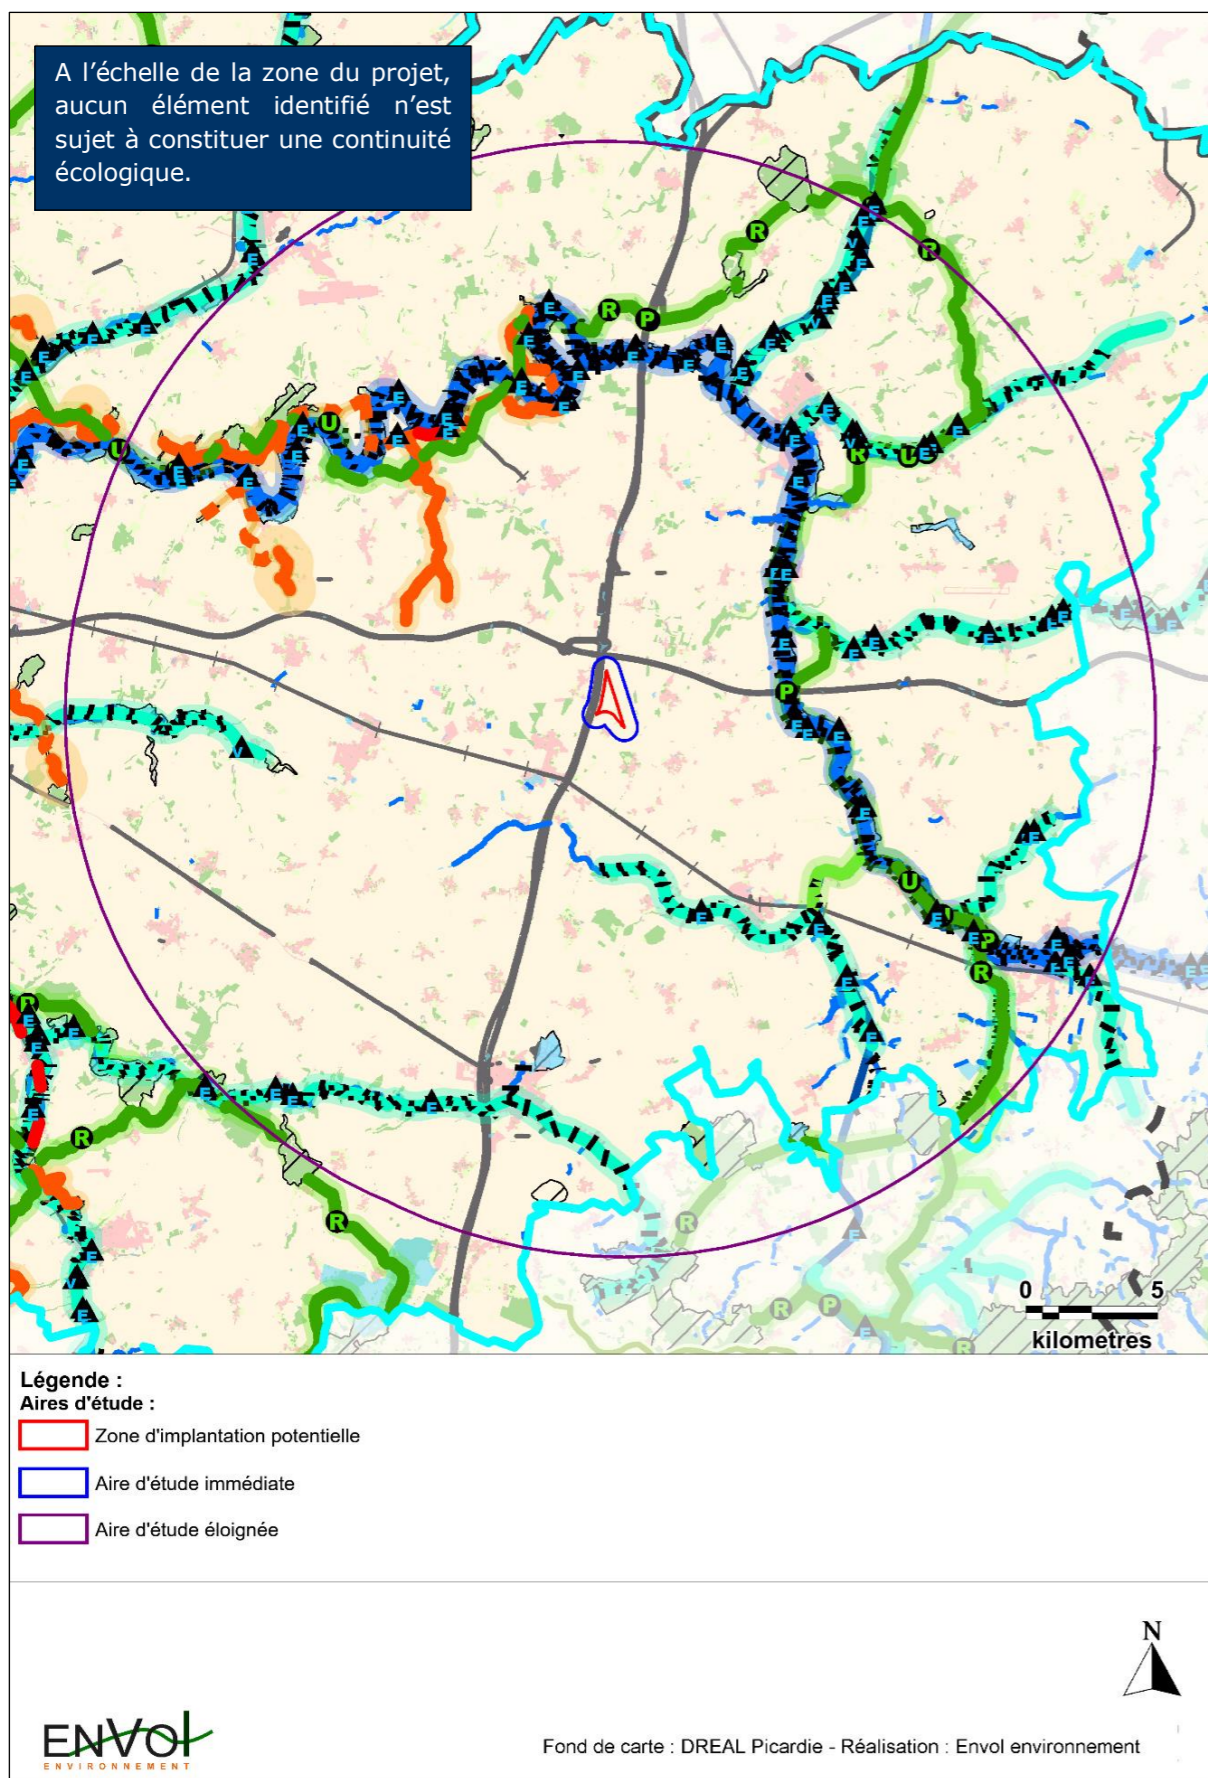 A l’échelle de la zone du projet,
aucun élément identifié n’est
sujet à constituer une continuité
écologique.
0 5
kilometres
Légende :
Aires d'étude :
Zone d'implantation potentielle
Aire d'étude immédiate
Aire d'étude éloignée
N
ENVOl
ENVIRONNEMENT
Fond de carte : DREAL Picardie - Réalisation : Envol environnement